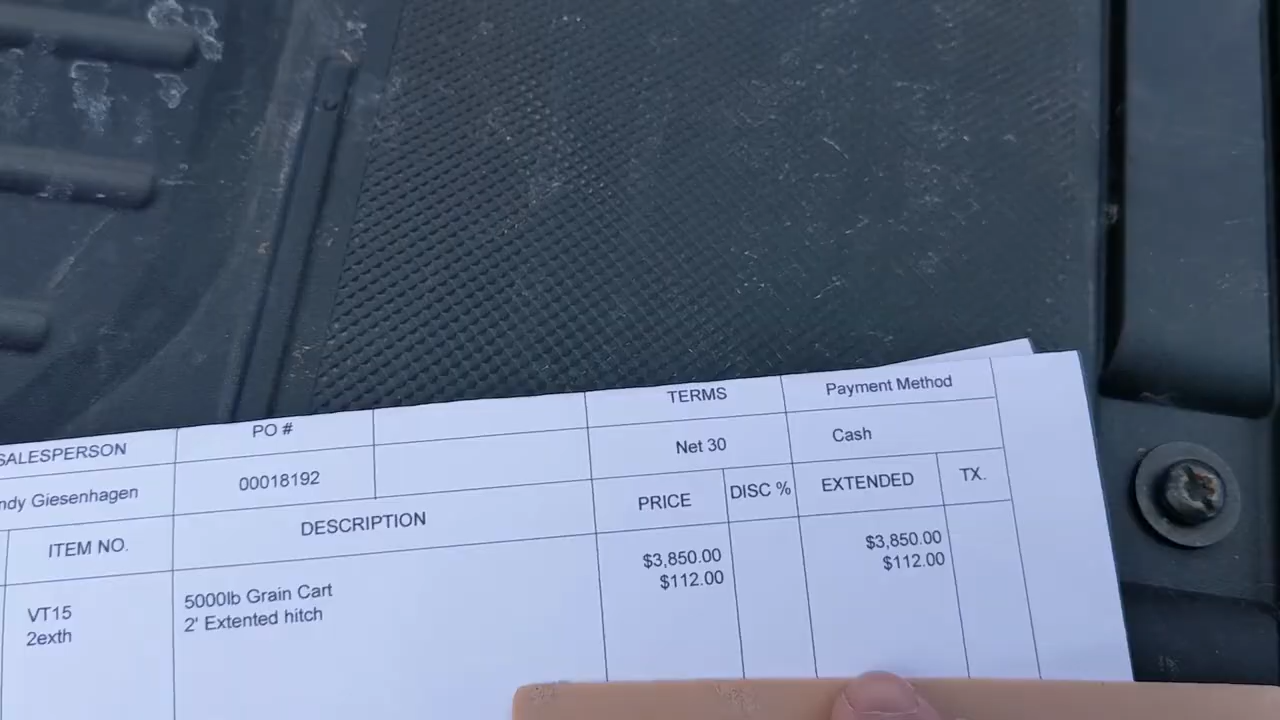 SALESPERSON PO # TERMS Payment Method
Giesenhagen 00018192 Net 30 Cash
ITEM NO. DESCRIPTION PRICE DISC % EXTENDED TX.
VT15 5000lb Grain Cart $3,850.00 $3,850.00
2exth 2' Extented hitch $112.00 $112.00